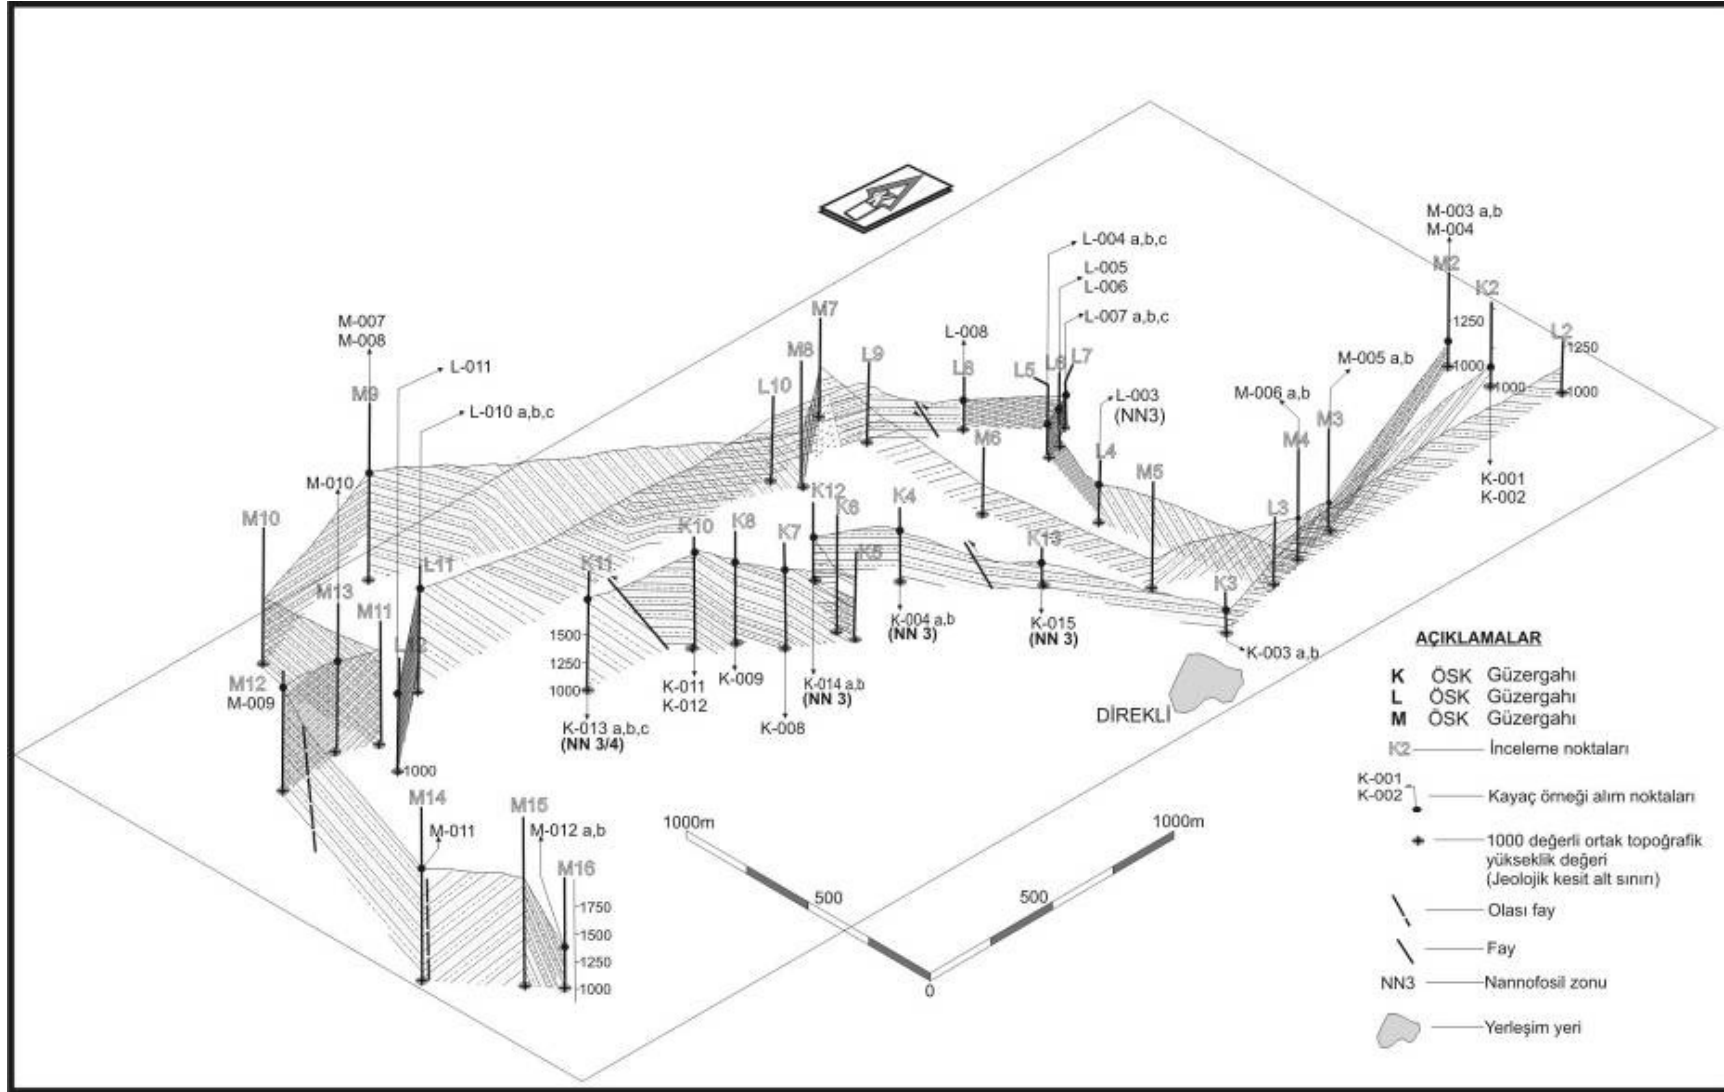 M-003 a,b
M-004
M2
K2
1250
L2
1250
1000
1000
1000
K-001
K-002
L-004 a,b,c
L-005
L-006
L-007 a,b,c
L-008
M-007
M-008
M9
L-011
L-010 a,b,c
M7
M8
L9
L10
L8
L5
L6
L7
L-003
(NN3)
M-005 a,b
M-006 a,b
M3
M4
M6
L4
M5
L3
M-010
M10
M13
M11
L11
K12
K6
K4
K10
K8
K7
K5
K13
K11
K3
1500
1250
1000
K-004 a,b
(NN 3)
K-015
(NN 3)
K-003 a,b
K-009
K-011
K-012
K-014 a,b
(NN 3)
K-013 a,b,c
(NN 3/4)
K-008
M12
M-009
1000
DİREKLİ
M14
M-011
M15
M-012 a,b
M16
1750
1500
1250
1000
1000m
500
0
500
1000m
AÇIKLAMALAR
K ÖSK Güzergahı
L ÖSK Güzergahı
M ÖSK Güzergahı
K2 İnceleme noktaları
K-001
K-002 Kayaç örneği alım noktaları
1000 değerli ortak topoğrafik
yükseklik değeri
(Jeolojik kesit alt sınırı)
Olası fay
Fay
NN3 Nannofosil zonu
Yerleşim yeri